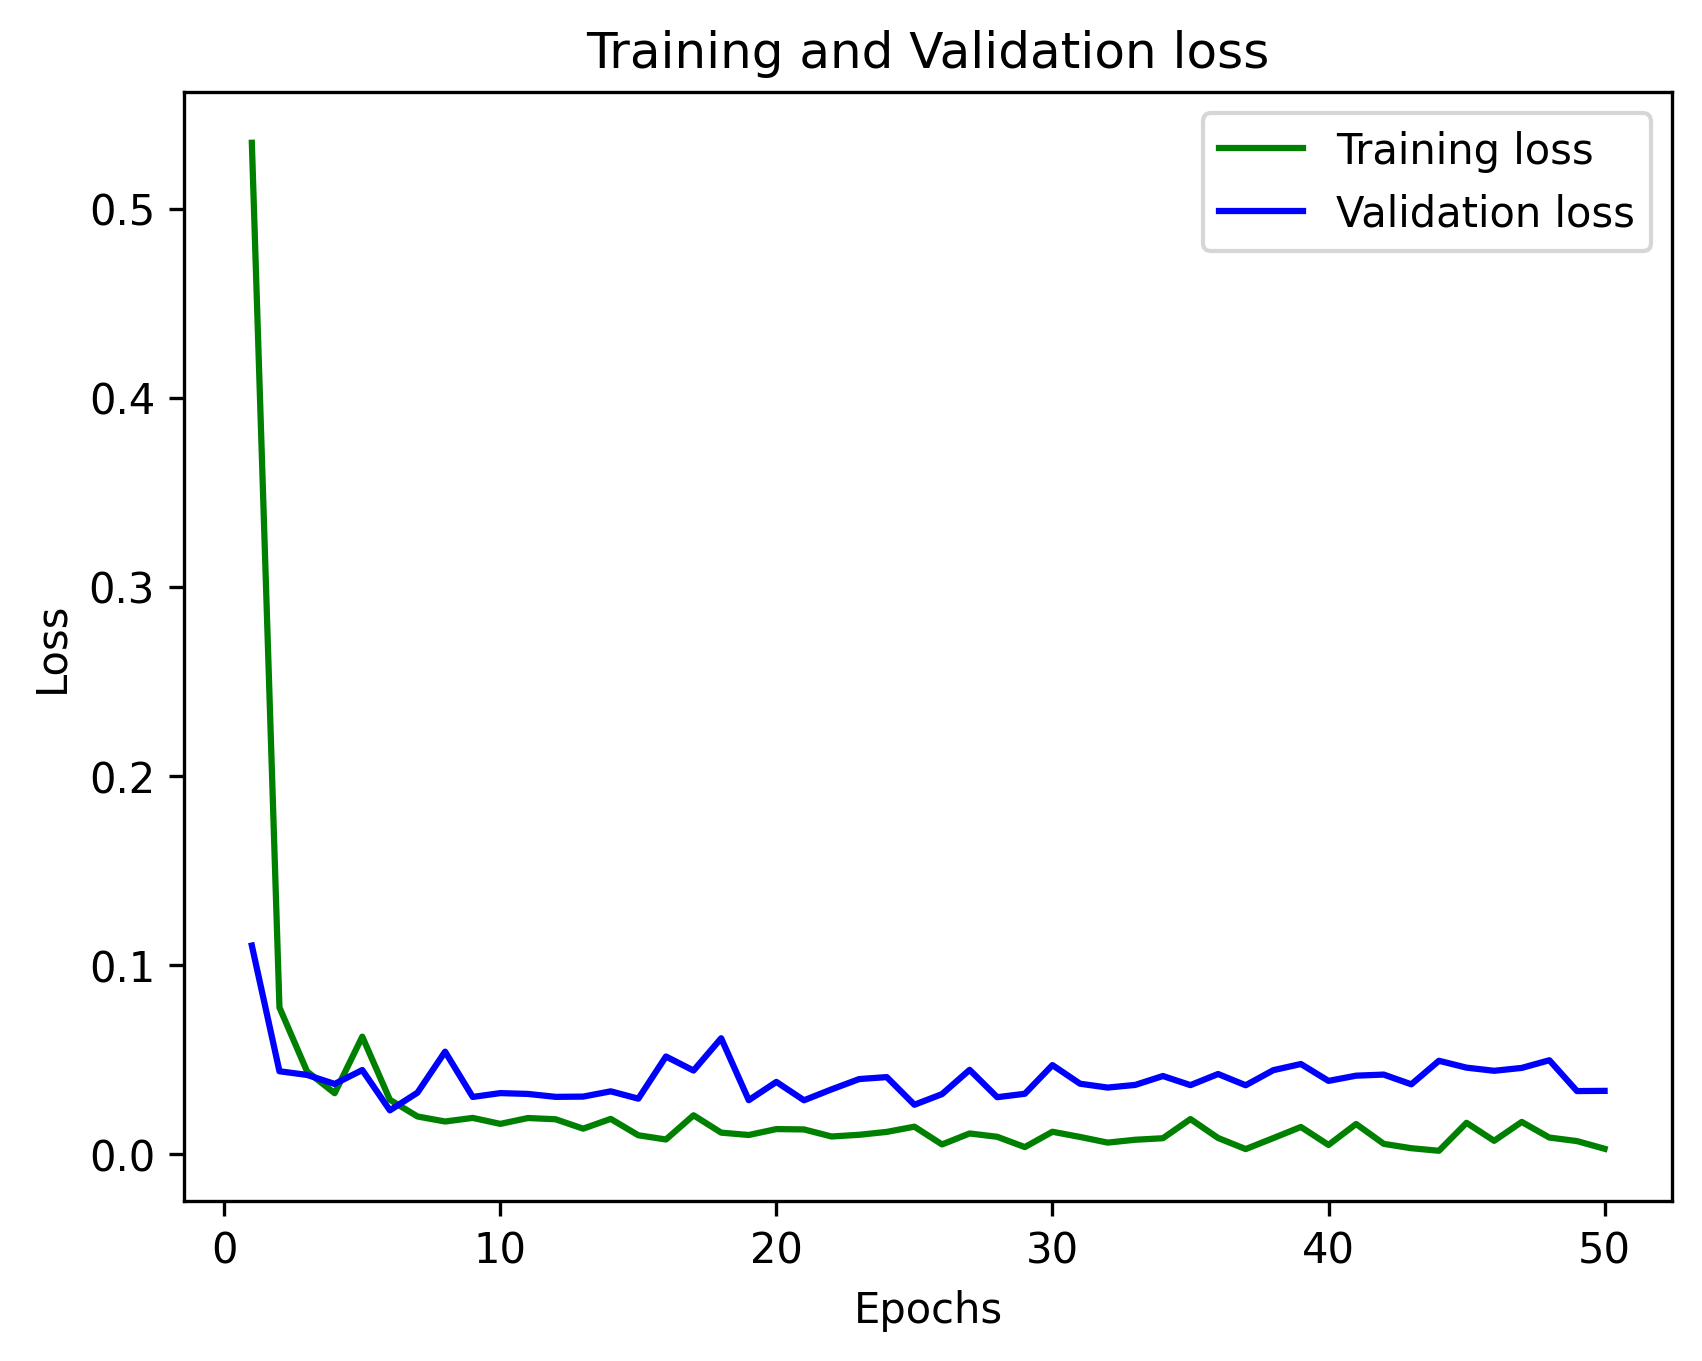 Training and Validation loss
Training loss
Validation loss
0.5
0.4
0.3
0.2
0.1
0.0
Loss
0 10 20 30 40 50
Epochs